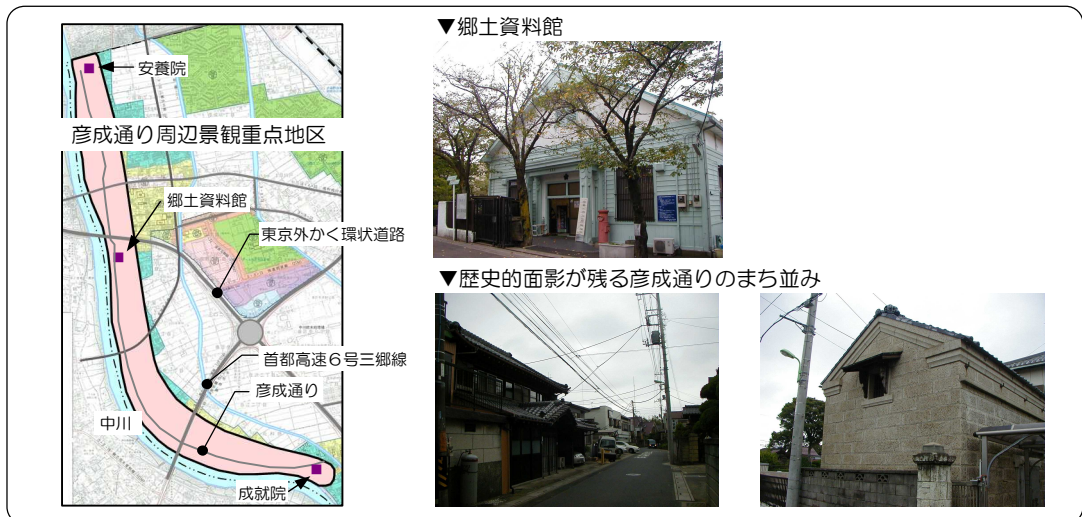 安養院
彦成通り周辺景観重点地区
郷土資料館
東京外かく環状道路
首都高速6号三郷線
彦成通り
中川
成就院
▼郷土資料館
▼歴史的面影が残る彦成通りのまち並み